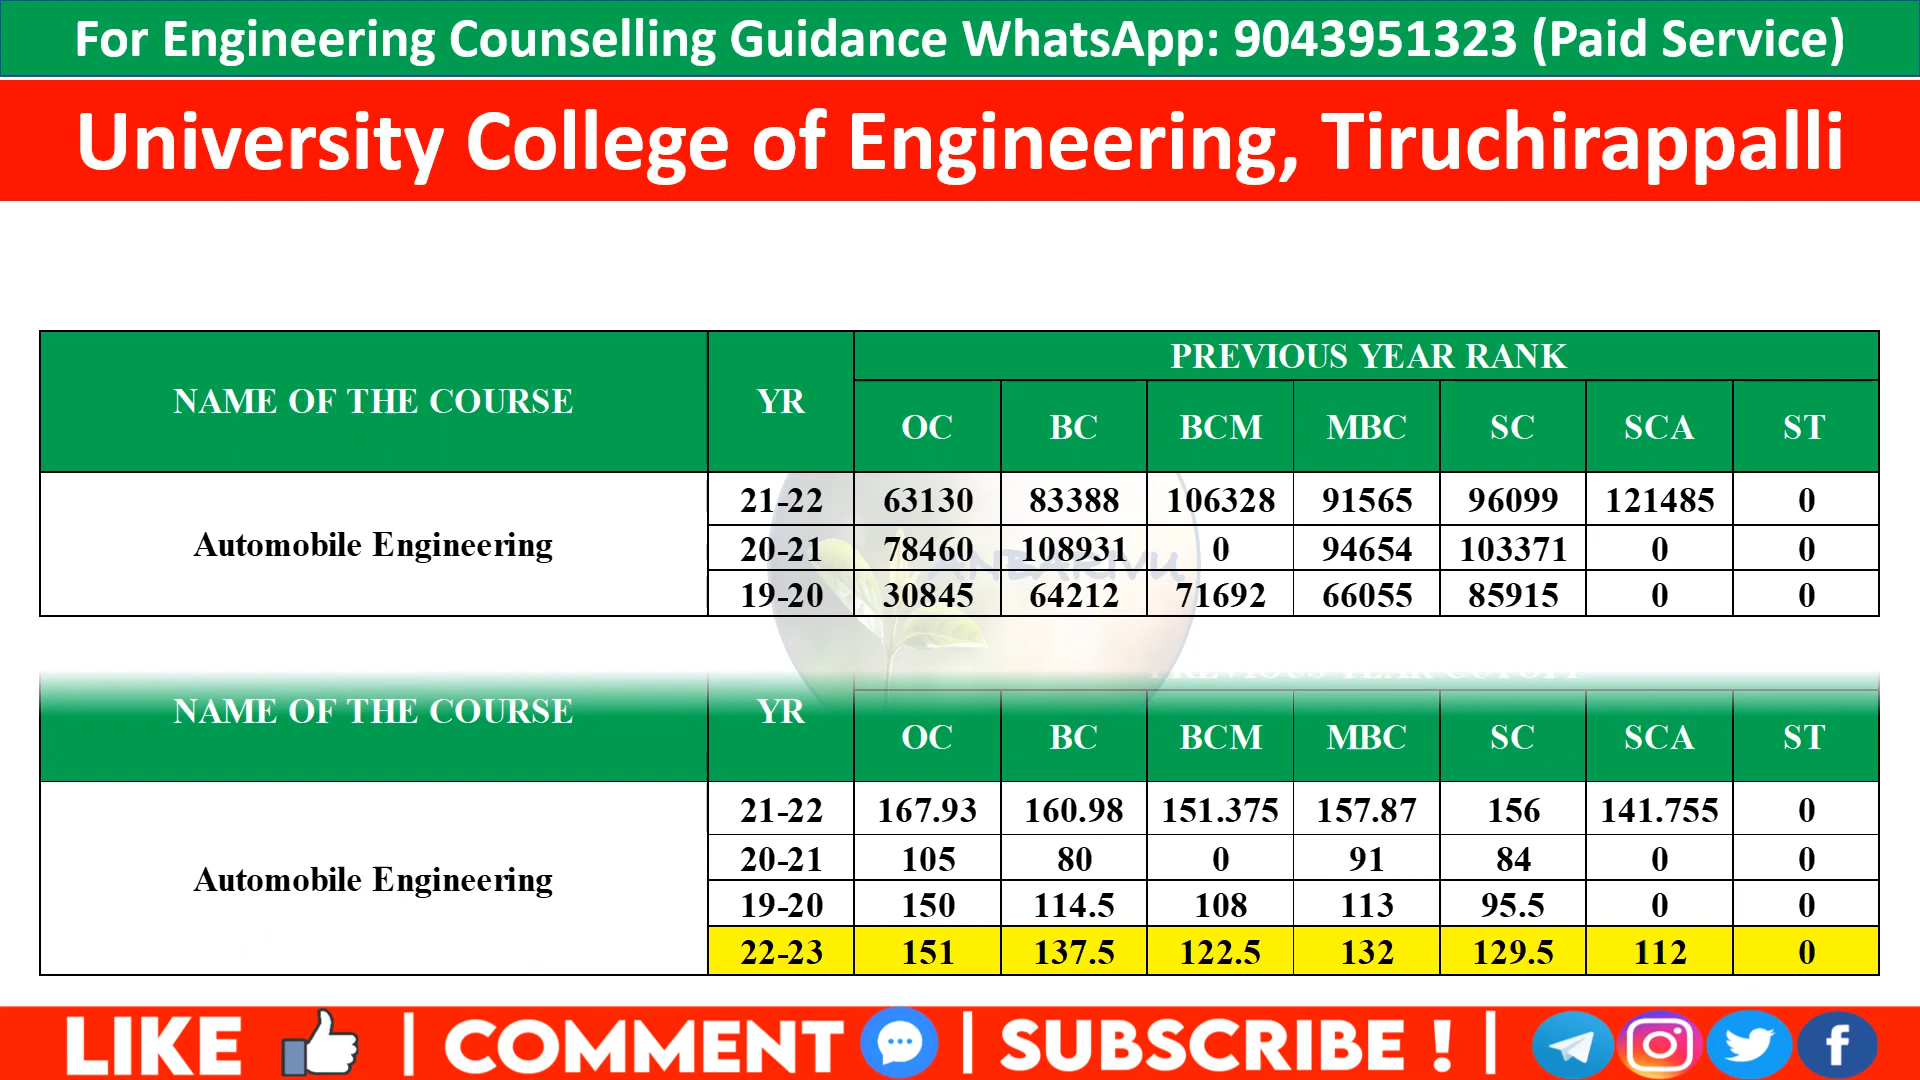 For Engineering Counselling Guidance WhatsApp: 9043951323 (Paid Service)
University College of Engineering, Tiruchirappalli
NAME OF THE COURSE YR PREVIOUS YEAR RANK
OC BC BCM MBC SC SCA ST
Automobile Engineering
21-22 63130 83388 106328 91565 96099 121485 0
20-21 78460 108931 0 94654 103371 0 0
19-20 30845 64212 71692 66055 85915 0 0
ANBARIVU
NAME OF THE COURSE YR PREVIOUS YEAR CUTOFF
OC BC BCM MBC SC SCA ST
Automobile Engineering
21-22 167.93 160.98 151.375 157.87 156 141.755 0
20-21 105 80 0 91 84 0 0
19-20 150 114.5 108 113 95.5 0 0
22-23 151 137.5 122.5 132 129.5 112 0
LIKE | COMMENT | SUBSCRIBE ! |